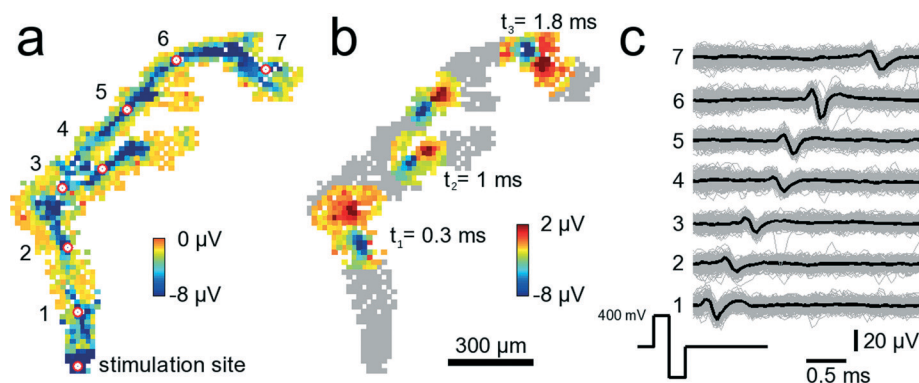 a
b
c
6
7
5
4
3
2
1
0 µV
-8 µV
stimulation site
t3= 1.8 ms
t2= 1 ms
t1= 0.3 ms
2 µV
-8 µV
300 µm
7
6
5
4
3
2
1
400 mV
20 µV
0.5 ms